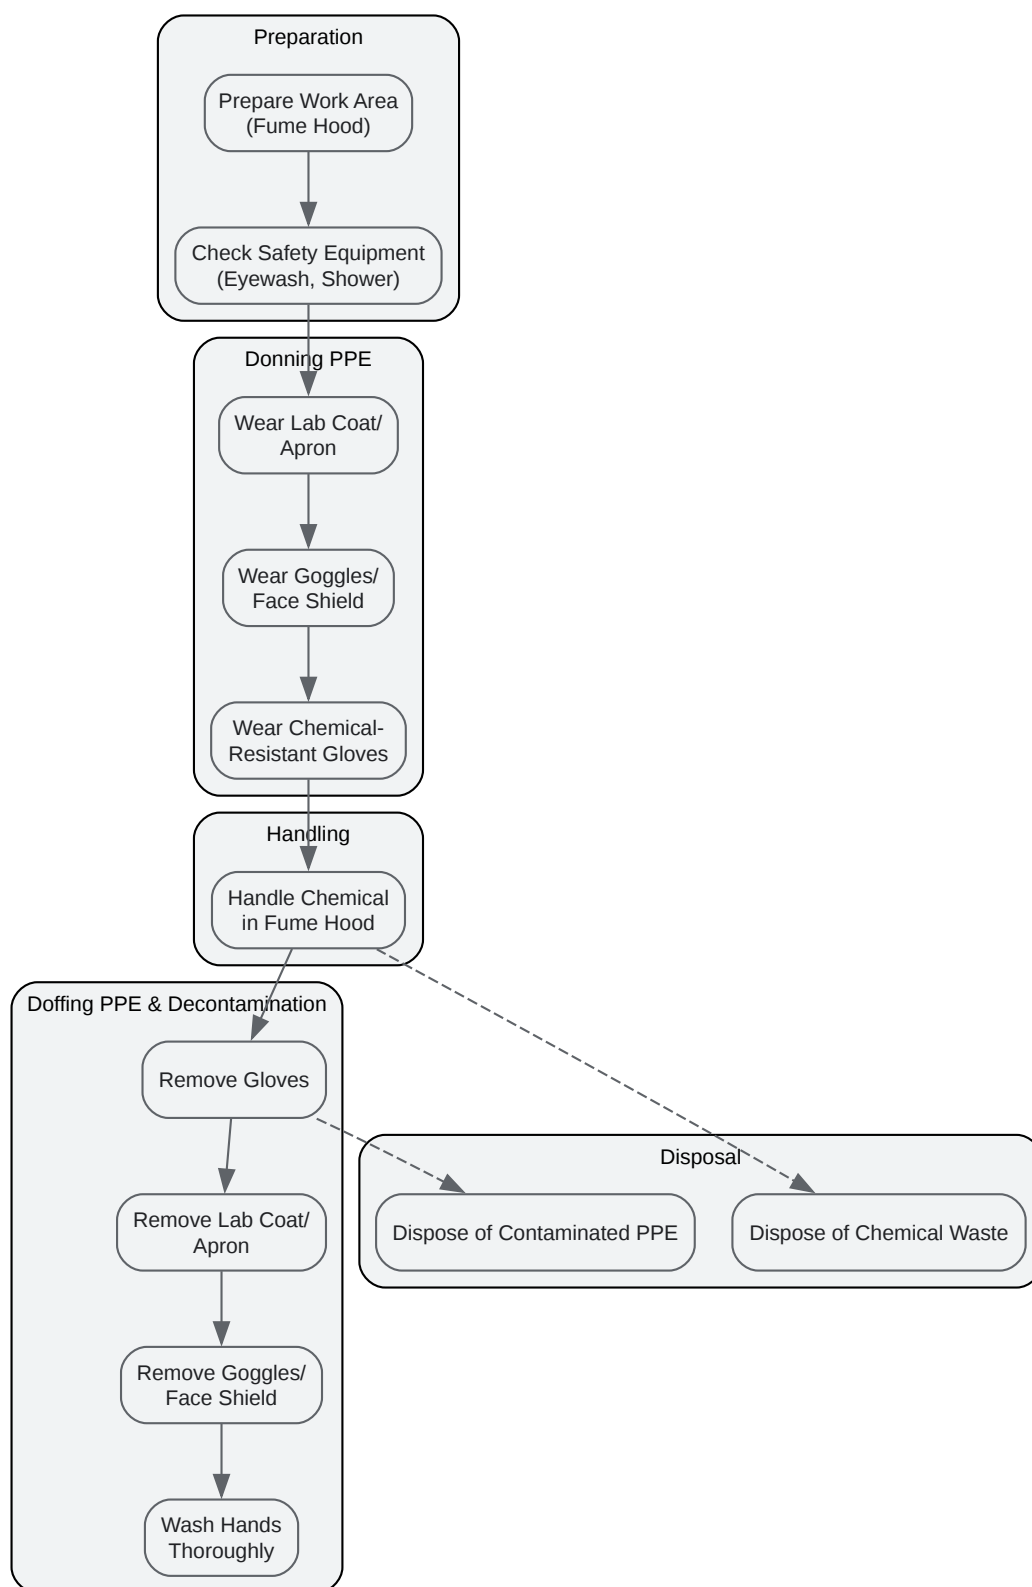 Preparation
Prepare Work Area
(Fume Hood)
Check Safety Equipment
(Eyewash, Shower)
Donning PPE
Wear Lab Coat/
Apron
Wear Goggles/
Face Shield
Wear Chemical-
Resistant Gloves
Handling
Handle Chemical
in Fume Hood
Doffing PPE & Decontamination
Remove Gloves
Remove Lab Coat/
Apron
Remove Goggles/
Face Shield
Wash Hands
Thoroughly
Disposal
Dispose of Contaminated PPE
Dispose of Chemical Waste